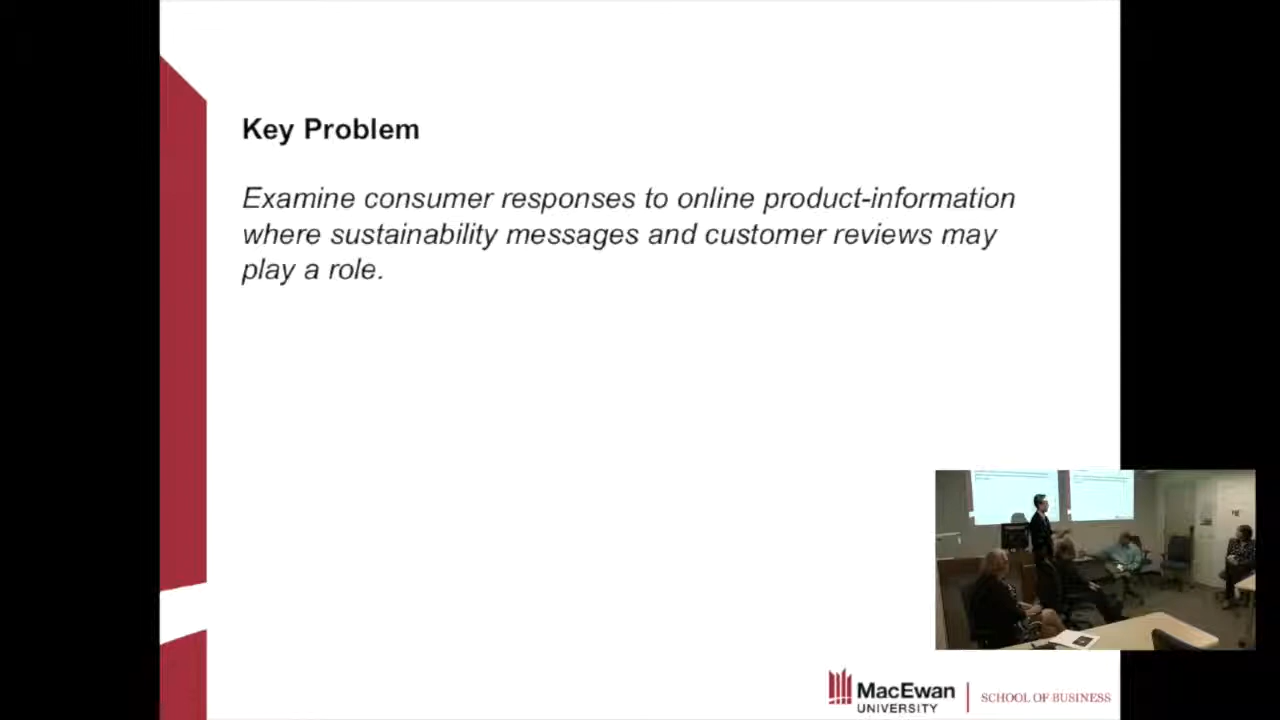 Key Problem
Examine consumer responses to online product-information
where sustainability messages and customer reviews may
play a role.
MacEwan
UNIVERSITY
SCHOOL OF BUSINESS